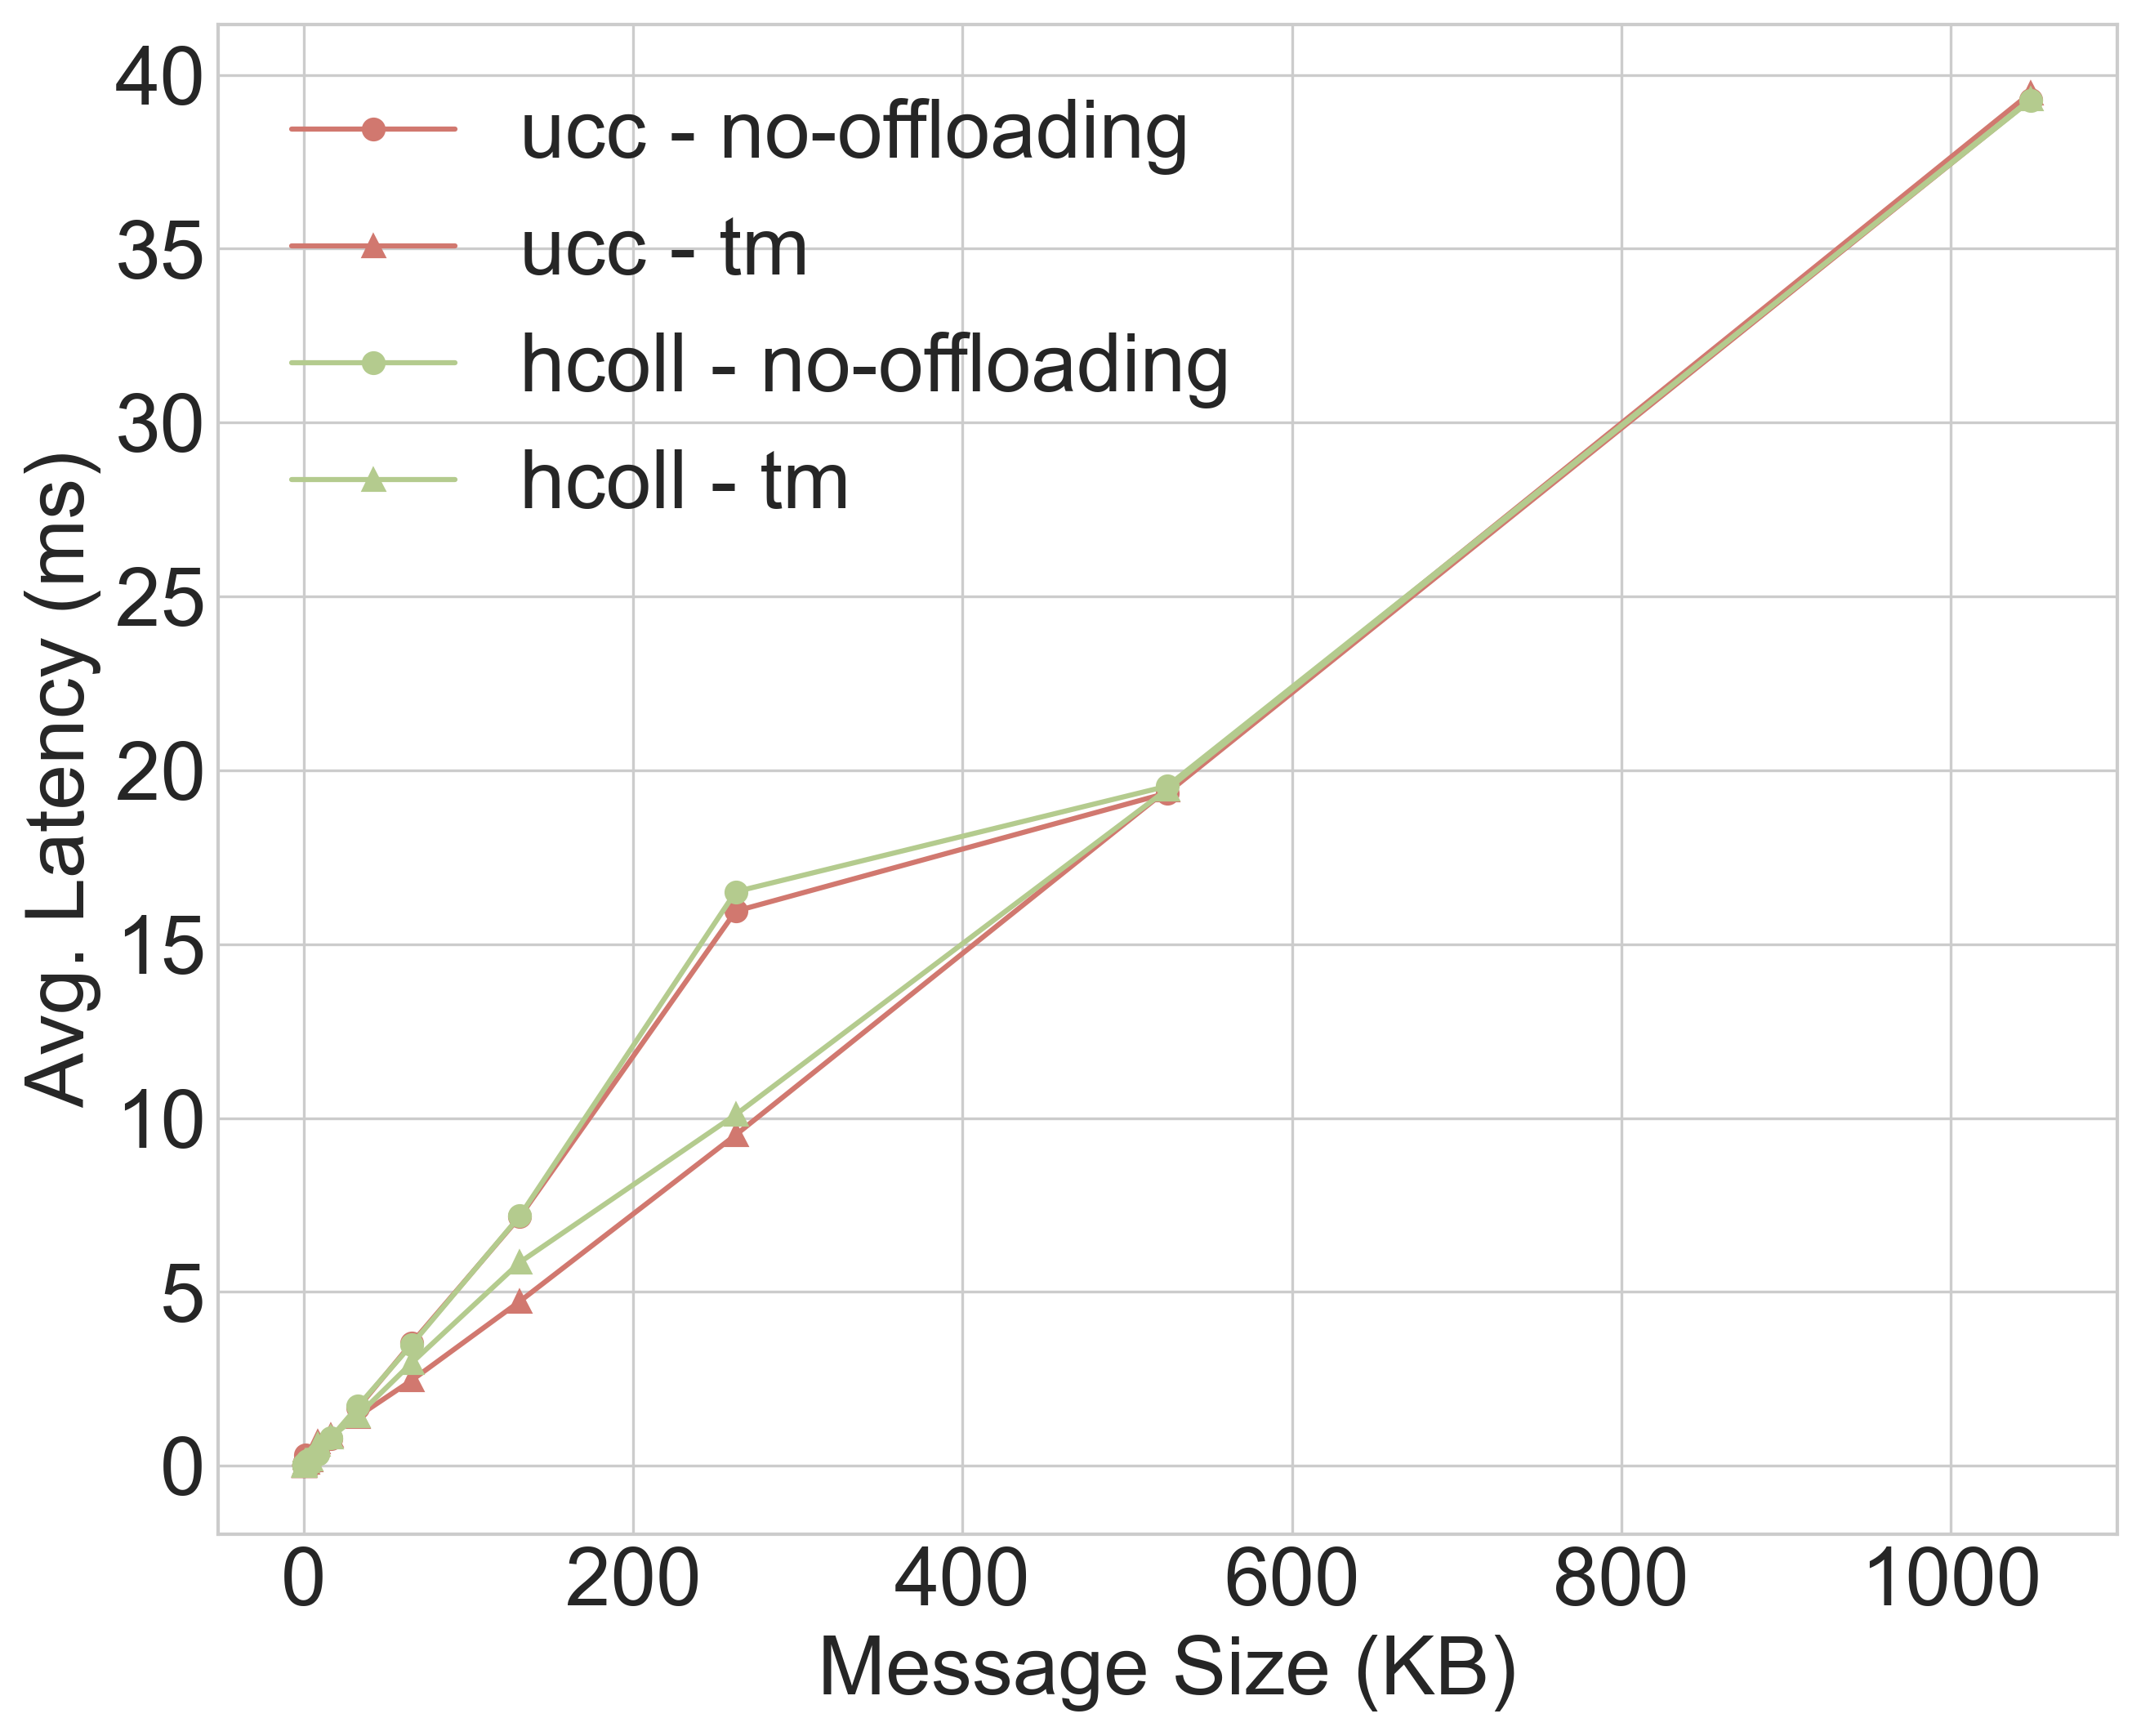 40
35
30
25
20
15
10
5
0
Avg. Latency (ms)
ucc - no-offloading
ucc - tm
hcoll - no-offloading
hcoll - tm
0 200 400 600 800 1000
Message Size (KB)